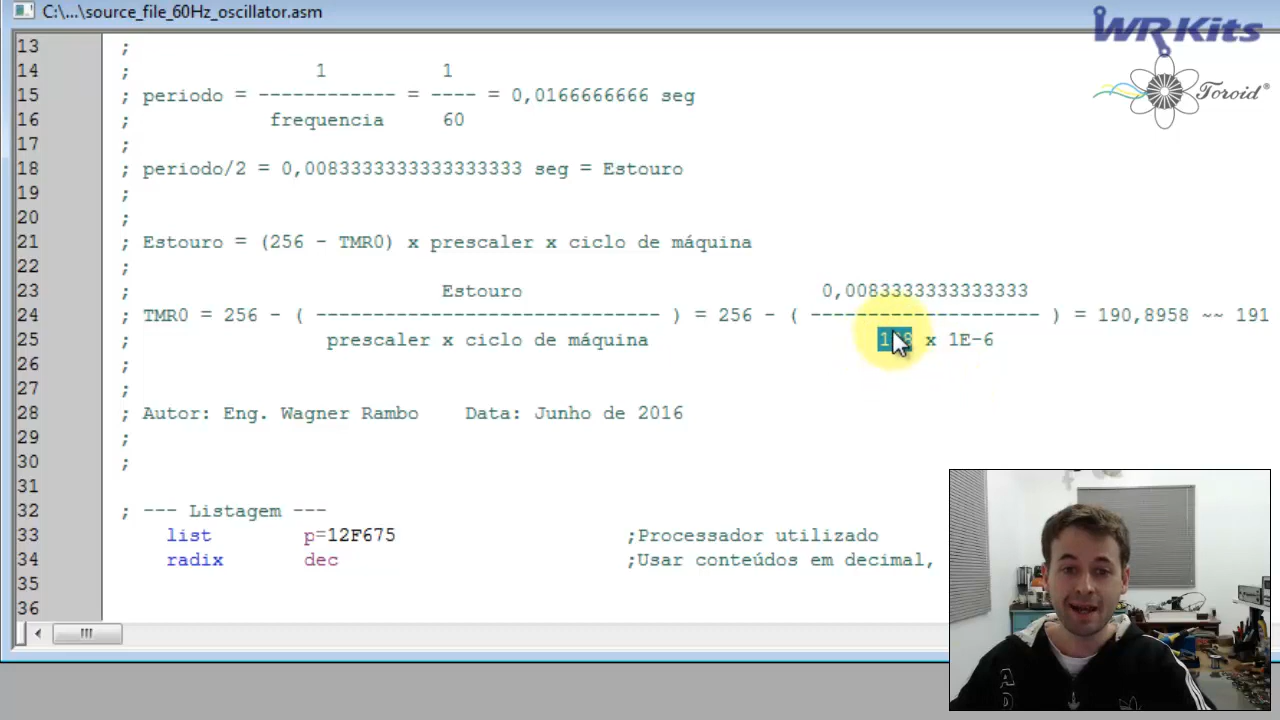 C:\...\source_file_60Hz_oscillator.asm
WR Kits
Toroid®
13 ;
14 ; 1 1
15 ; periodo = ------------ = ---- = 0,0166666666 seg
16 ; frequencia 60
17 ;
18 ; periodo/2 = 0,0083333333333333333 seg = Estouro
19 ;
20 ;
21 ; Estouro = (256 - TMR0) x prescaler x ciclo de máquina
22 ;
23 ; Estouro 0,0083333333333333
24 ; TMR0 = 256 - ( ------------------------------ ) = 256 - ( -------------------- ) = 190,8958 ~~ 191
25 ; prescaler x ciclo de máquina x 1E-6
26 ;
27 ;
28 ; Autor: Eng. Wagner Rambo Data: Junho de 2016
29 ;
30 ;
31
32 ; --- Listagem ---
33 list p=12F675 ;Processador utilizado
34 radix dec ;Usar conteúdos em decimal,
35
36